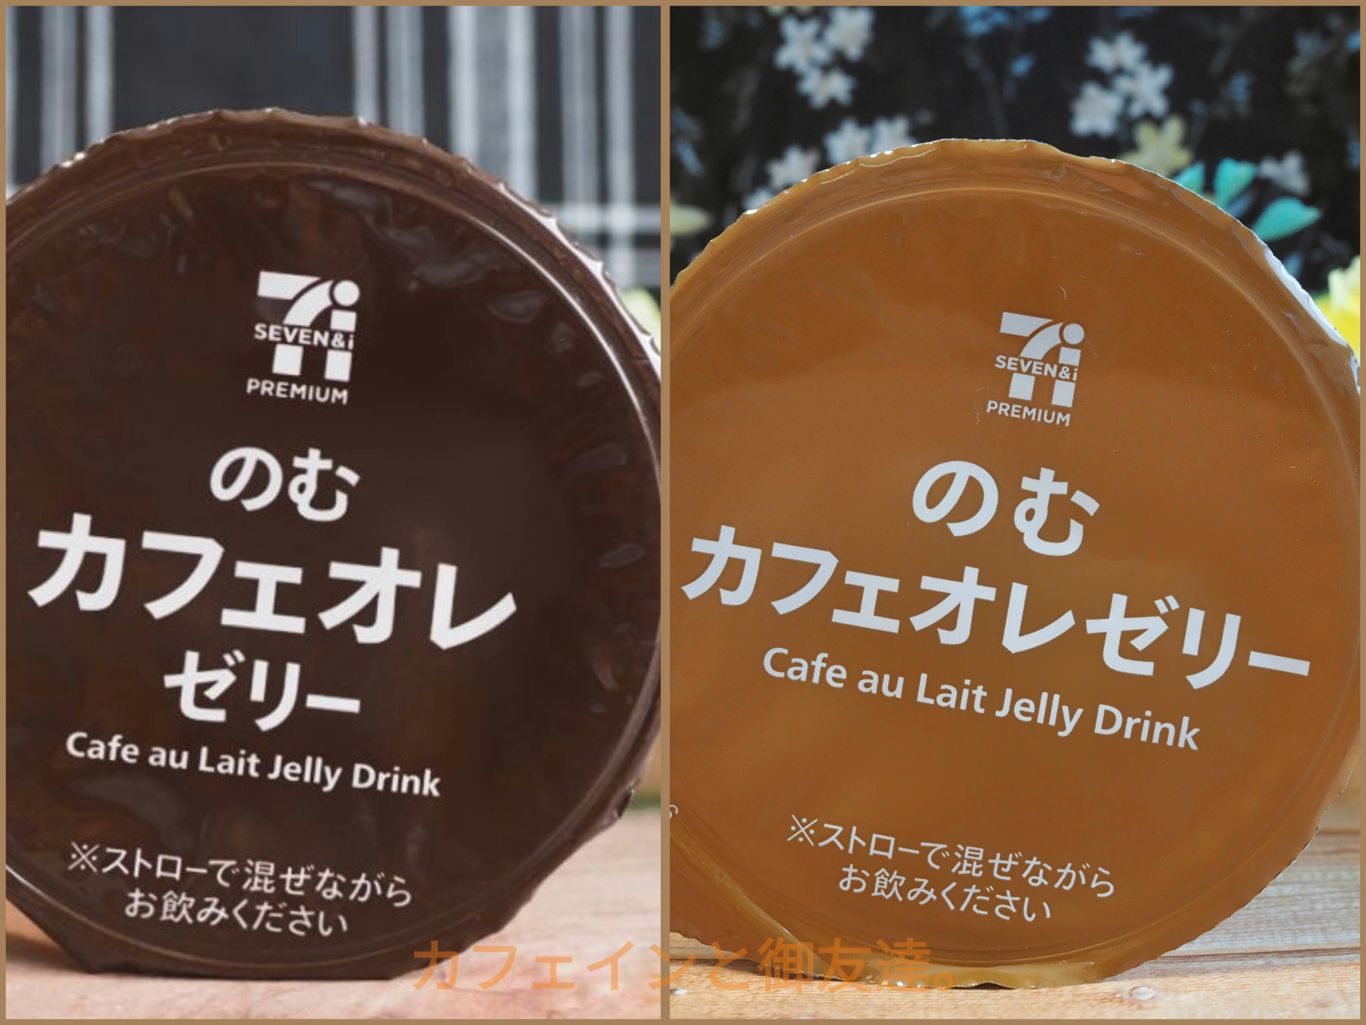 SEVEN&i
PREMIUM
のむ
カフェオレ
ゼリー
Cafe au Lait Jelly Drink
※ストローで混ぜながら
お飲みください
SEVEN&i
PREMIUM
のむ
カフェオレゼリー
Cafe au Lait Jelly Drink
※ストローで混ぜながら
お飲みください
カフェインと御友達。